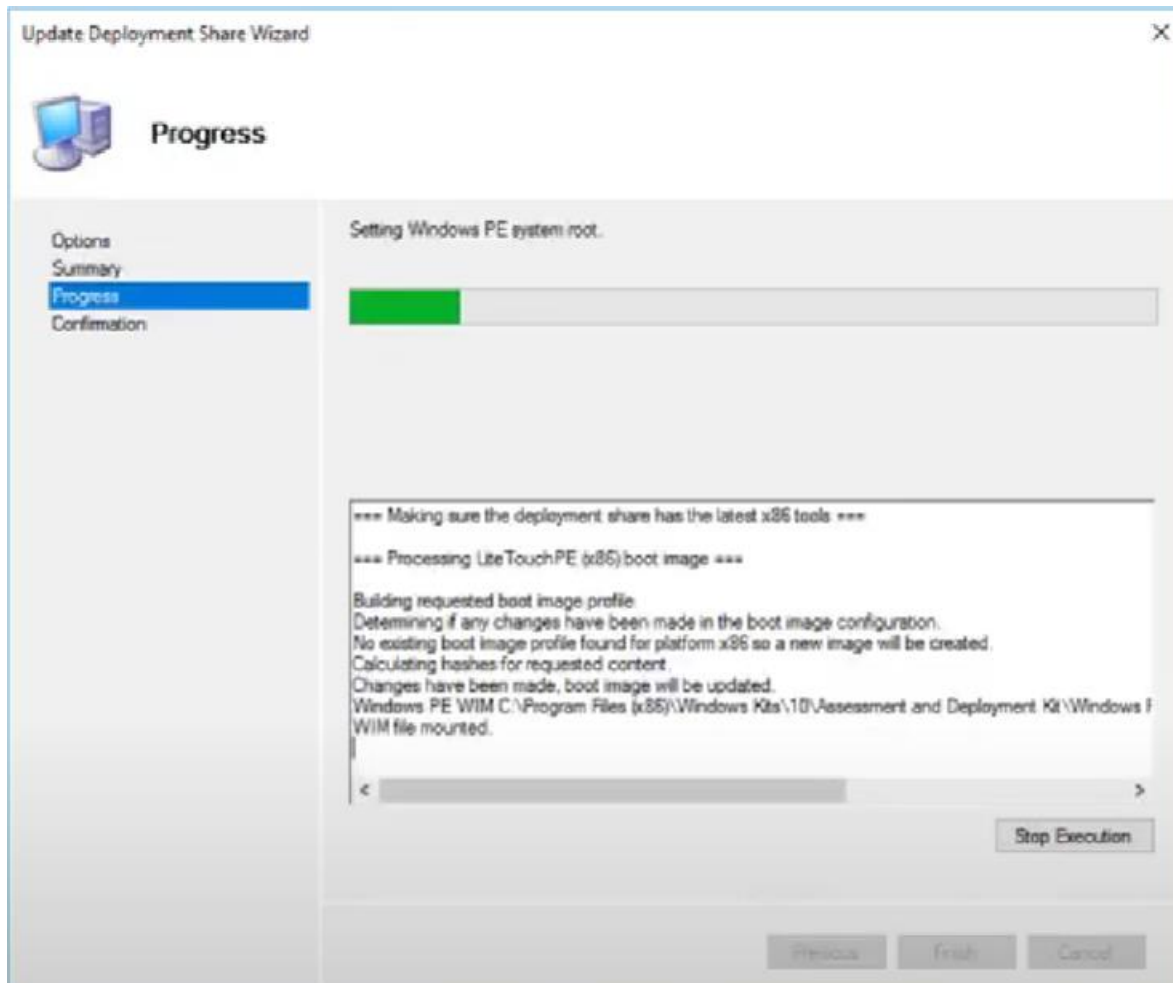 Update Deployment Share Wizard
Progress
Options
Summary
Progress
Confirmation
Setting Windows PE system root.
=== Making sure the deployment share has the latest x86 tools ===
=== Processing LiteTouchPE (x86) boot image ===
Building requested boot image profile.
Determining if any changes have been made in the boot image configuration.
No existing boot image profile found for platform x86 so a new image will be created.
Calculating hashes for requested content.
Changes have been made, boot image will be updated.
Windows PE WIM C:\Program Files (x86)\Windows Kits\10\Assessment and Deployment Kit\Windows
WIM file mounted.
Stop Execution
Previous Finish Cancel